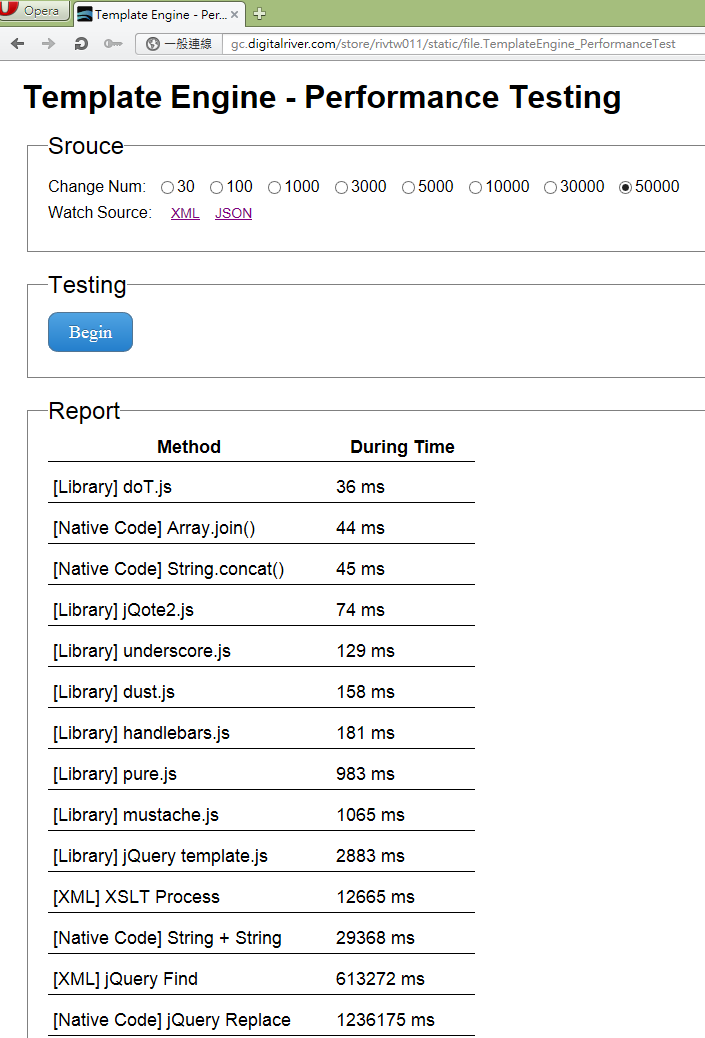 Opera
Template Engine - Per...
一般連線 gc.digitalriver.com/store/rivtw011/static/file.TemplateEngine_PerformanceTest
Template Engine - Performance Testing
Srouce
Change Num: 30 100 1000 3000 5000 10000 30000 50000
Watch Source: XML JSON
Testing
Begin
Report
Method During Time
[Library] doT.js 36 ms
[Native Code] Array.join() 44 ms
[Native Code] String.concat() 45 ms
[Library] jQote2.js 74 ms
[Library] underscore.js 129 ms
[Library] dust.js 158 ms
[Library] handlebars.js 181 ms
[Library] pure.js 983 ms
[Library] mustache.js 1065 ms
[Library] jQuery template.js 2883 ms
[XML] XSLT Process 12665 ms
[Native Code] String + String 29368 ms
[XML] jQuery Find 613272 ms
[Native Code] jQuery Replace 1236175 ms